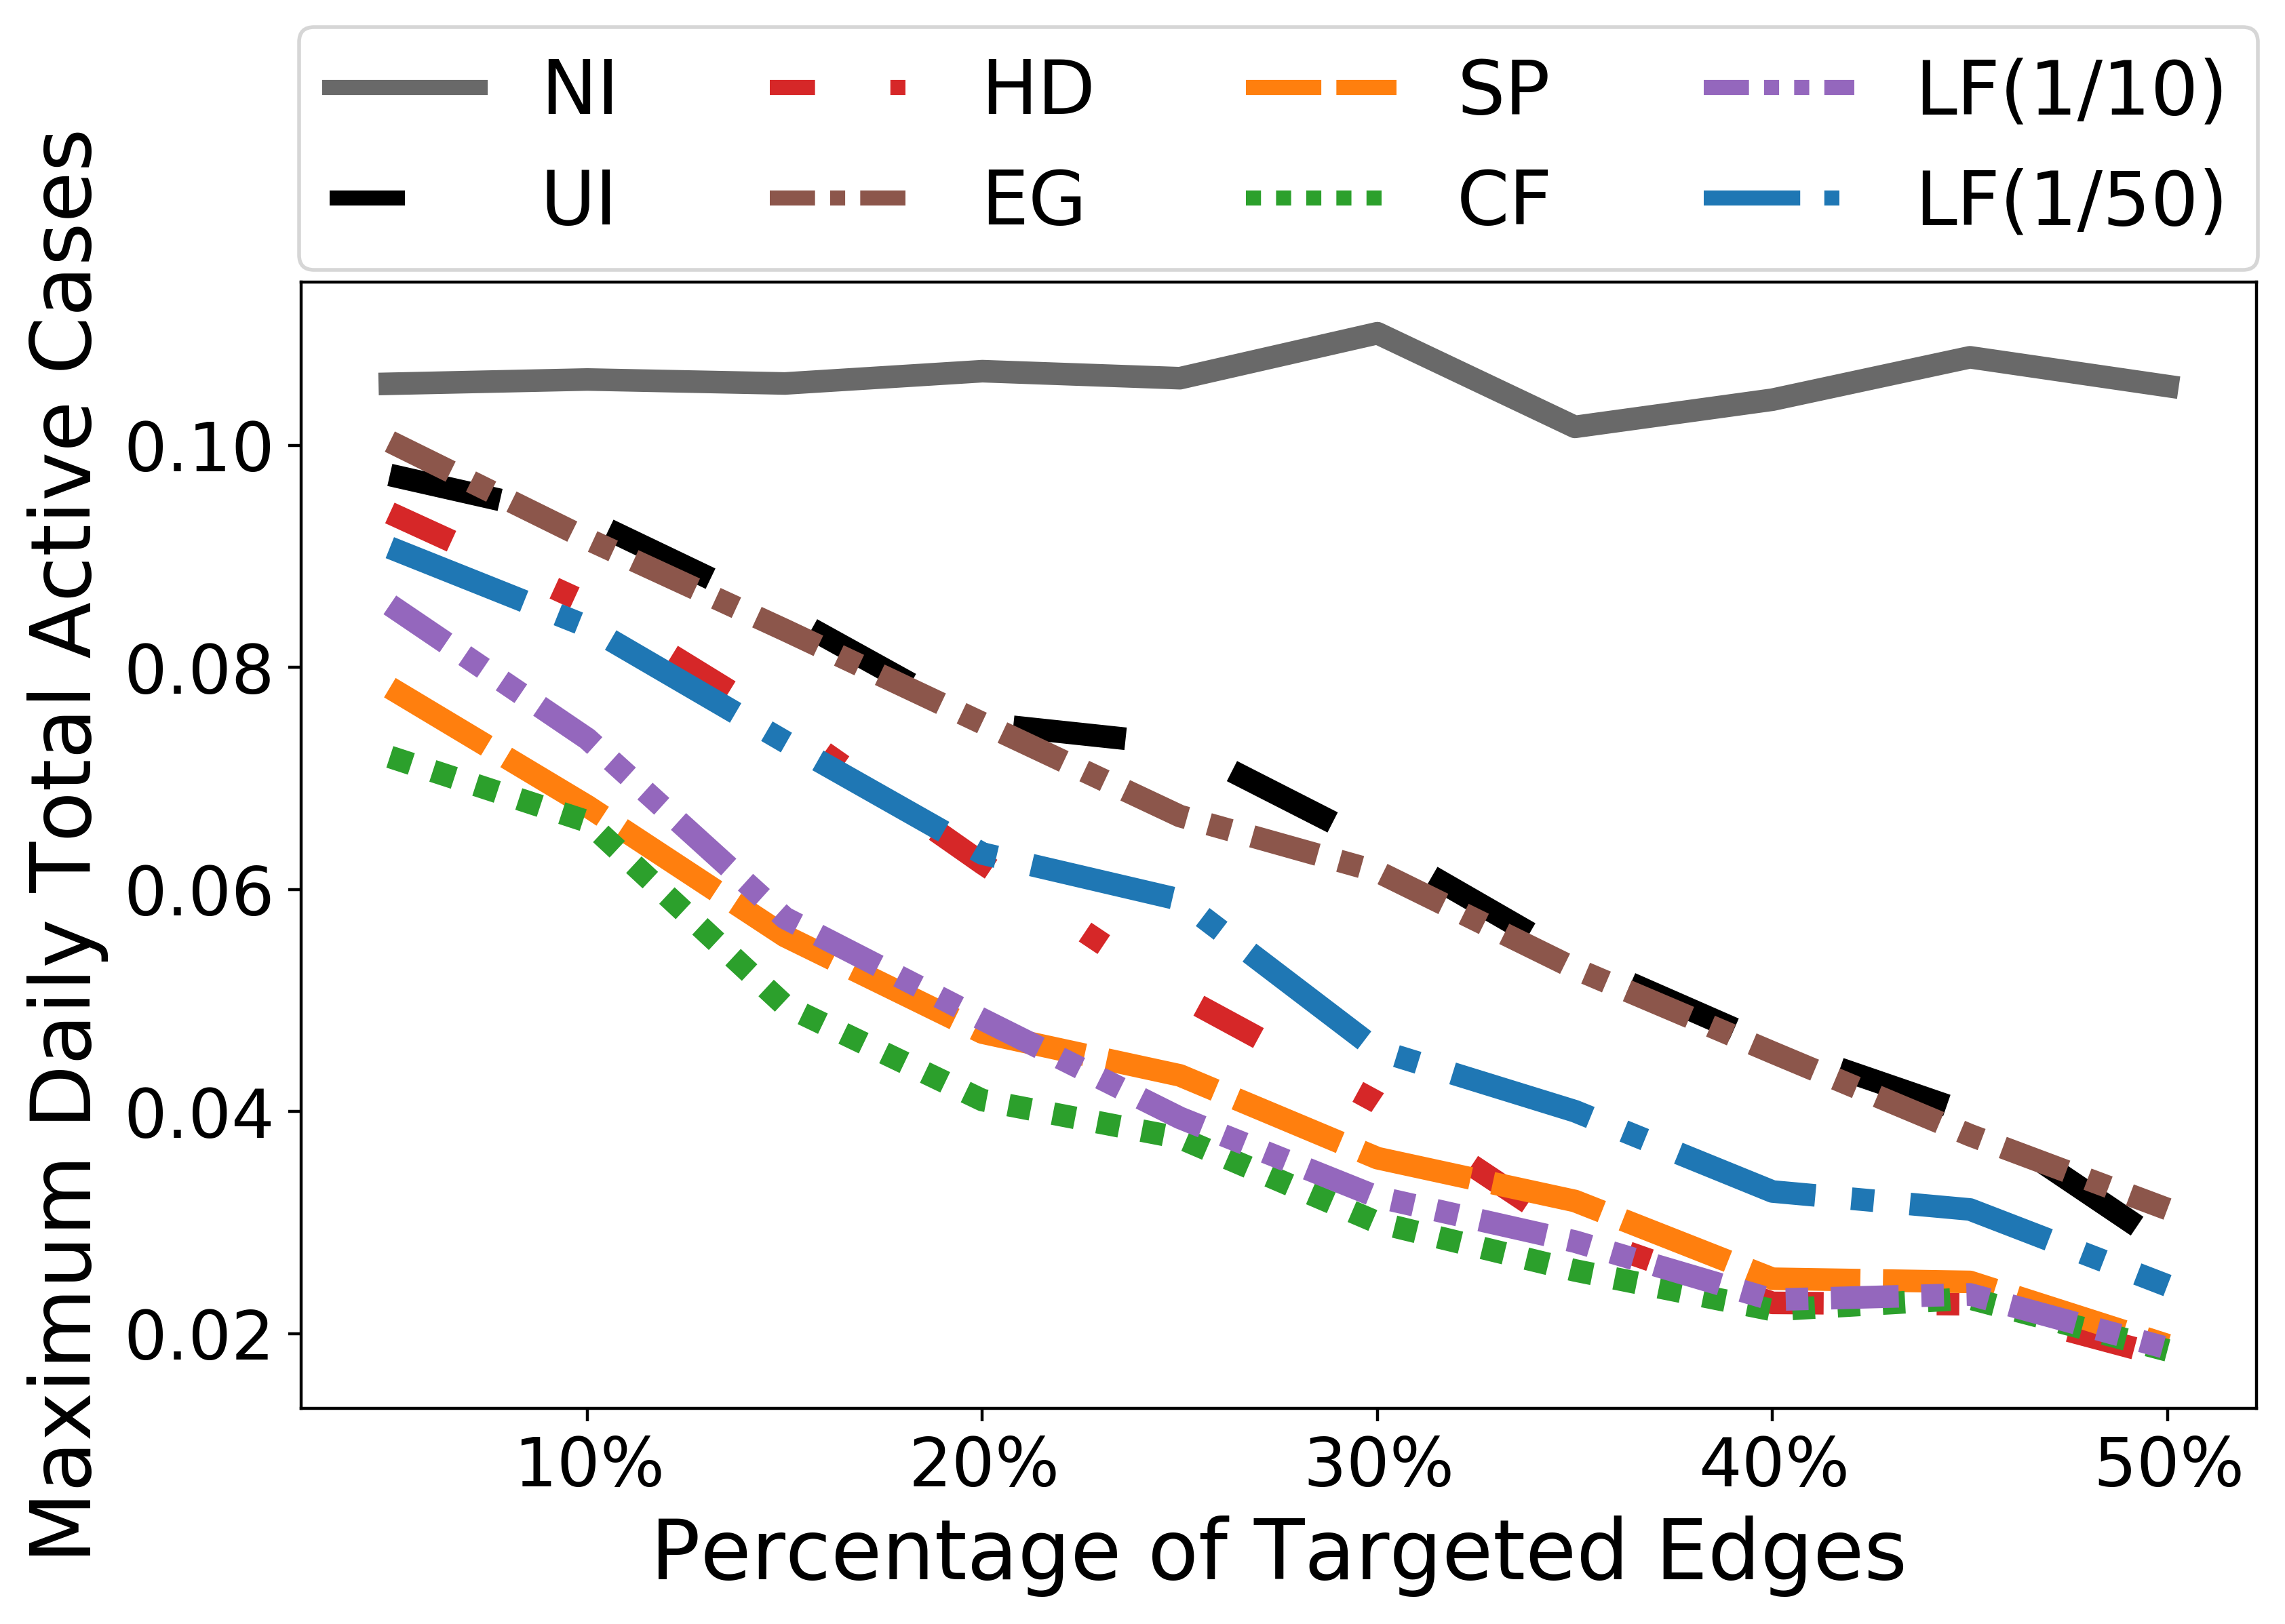 NI HD SP LF(1/10)
UI EG CF LF(1/50)
Maximum Daily Total Active Cases
0.10
0.08
0.06
0.04
0.02
10% 20% 30% 40% 50%
Percentage of Targeted Edges